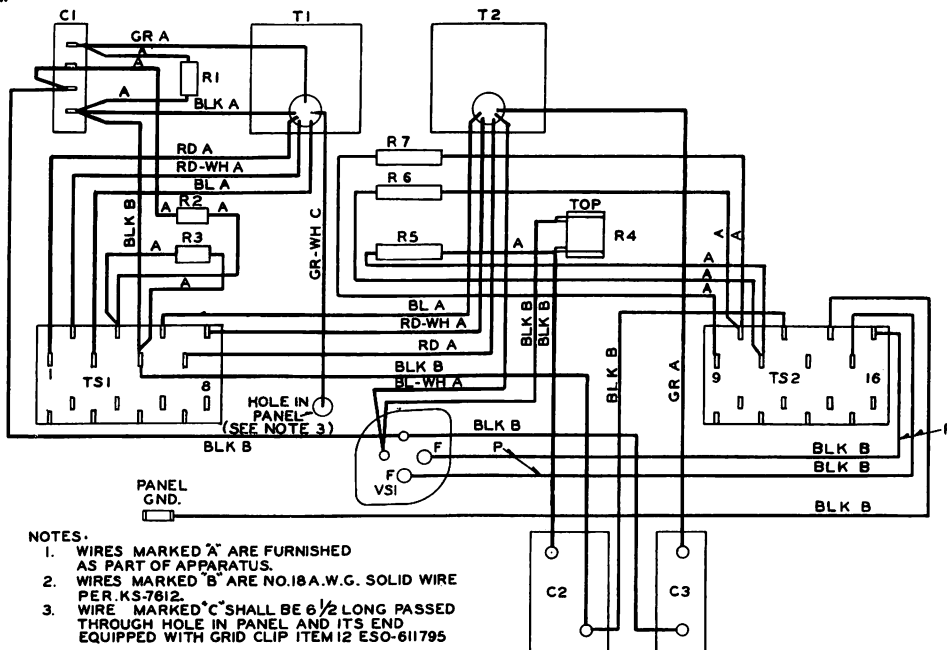 C1
T1
T2
GR A
A
A
R1
A
BLK A
RD A
RD-WH A
BL A
R2
A
A
BLK B
R3
A
A
GR-WH C
R7
R6
R5
A
TOP
R4
A
A
A
A
A
BL A
RD-WH A
RD A
BLK B
BL-WH A
BLK B
BLK B
BLK B
GR A
1
TS1
8
9
TS2
16
HOLE IN
PANEL
(SEE NOTE 3)
BLK B
BLK B
F
F
VS1
P
BLK B
BLK B
BLK B
PANEL
GND.
C2
C3
NOTES.
1. WIRES MARKED "A" ARE FURNISHED
AS PART OF APPARATUS.
2. WIRES MARKED "B" ARE NO.18 A.W.G. SOLID WIRE
PER.KS-7612.
3. WIRE MARKED "C" SHALL BE 6 1/2 LONG PASSED
THROUGH HOLE IN PANEL AND ITS END
EQUIPPED WITH GRID CLIP ITEM 12 ESO-611795